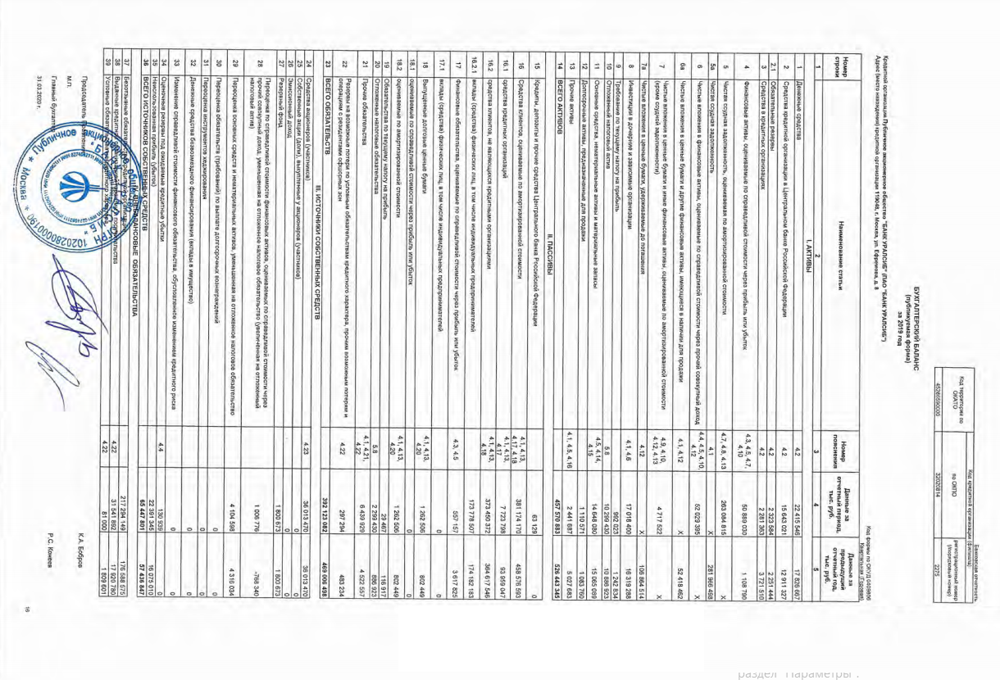 Банковская отчетность
Код территории по ОКАТО | Код кредитной организации (филиала)
по ОКПО | регистрационный номер (/порядковый номер)
45286590000 | 32020814 | 2275
БУХГАЛТЕРСКИЙ БАЛАНС
(публикуемая форма)
за 2019 год
Кредитной организации Публичное акционерное общество "БАНК УРАЛСИБ" (ПАО "БАНК УРАЛСИБ")
Адрес (место нахождения) кредитной организации 119048, г. Москва, ул. Ефремова, д. 8
Код формы по ОКУД 0409806
Квартальная (Годовая)
Номер строки | Наименование статьи | Номер пояснения | Данные за отчетный период, тыс. руб. | Данные за предыдущий отчетный год, тыс. руб.
1 | 2 | 3 | 4 | 5
I. АКТИВЫ
1 | Денежные средства | 4.2 | 22 415 546 | 17 826 667
2 | Средства кредитной организации в Центральном банке Российской Федерации | 4.2 | 15 643 021 | 12 911 327
2.1 | Обязательные резервы | 4.2 | 2 323 584 | 2 251 444
3 | Средства в кредитных организациях | 4.2 | 2 281 363 | 3 721 510
4 | Финансовые активы, оцениваемые по справедливой стоимости через прибыль или убыток | 4.3, 4.5, 4.7, 4.10 | 50 889 030 | 1 108 790
5 | Чистая ссудная задолженность, оцениваемая по амортизированной стоимости | 4.7, 4.8, 4.13 | 263 084 615 | X
5а | Чистая ссудная задолженность | 4.1 | X | 281 966 498
6 | Чистые вложения в финансовые активы, оцениваемые по справедливой стоимости через прочий совокупный доход | 4.4, 4.5, 4.10, 4.12 | 52 029 395 | X
6а | Чистые вложения в ценные бумаги и другие финансовые активы, имеющиеся в наличии для продажи | 4.1, 4.12 | X | 52 418 462
7 | Чистые вложения в ценные бумаги и иные финансовые активы, оцениваемые по амортизированной стоимости (кроме ссудной задолженности) | 4.9, 4.10, 4.12, 4.13 | 4 717 522 | X
7а | Чистые вложения в ценные бумаги, удерживаемые до погашения | 4.12 | X | 106 864 514
8 | Инвестиции в дочерние и зависимые организации | 4.1, 4.6 | 17 018 400 | 16 319 288
9 | Требование по текущему налогу на прибыль | 992 023 | 1 242 834
10 | Отложенный налоговый актив | 5.8 | 10 299 430 | 10 886 923
11 | Основные средства, нематериальные активы и материальные запасы | 4.5, 4.14, 4.15 | 14 648 080 | 15 065 089
12 | Долгосрочные активы, предназначенные для продажи | 1 110 571 | 1 083 760
13 | Прочие активы | 4.1, 4.5, 4.16 | 2 441 887 | 5 027 683
14 | ВСЕГО АКТИВОВ | 457 570 883 | 526 443 345
II. ПАССИВЫ
15 | Кредиты, депозиты и прочие средства Центрального банка Российской Федерации | 63 129 | 0
16 | Средства клиентов, оцениваемые по амортизированной стоимости | 4.1, 4.13, 4.17, 4.18 | 381 174 170 | 458 576 593
16.1 | средства кредитных организаций | 4.1, 4.13, 4.17 | 7 723 798 | 93 959 047
16.2 | средства клиентов, не являющихся кредитными организациями | 4.1, 4.13, 4.18 | 373 450 372 | 364 617 546
16.2.1 | вклады (средства) физических лиц, в том числе индивидуальных предпринимателей | 173 778 507 | 174 182 183
17 | Финансовые обязательства, оцениваемые по справедливой стоимости через прибыль или убыток | 4.3, 4.5 | 557 157 | 3 617 825
17.1 | вклады (средства) физических лиц, в том числе индивидуальных предпринимателей | 0 | 0
18 | Выпущенные долговые ценные бумаги | 4.1, 4.13, 4.20 | 1 262 506 | 802 449
18.1 | оцениваемые по справедливой стоимости через прибыль или убыток | 0 | 0
18.2 | оцениваемые по амортизированной стоимости | 4.1, 4.13, 4.20 | 1 262 506 | 802 449
19 | Обязательства по текущему налогу на прибыль | 29 467 | 116 917
20 | Отложенные налоговые обязательства | 5.8 | 2 299 430 | 886 923
21 | Прочие обязательства | 4.1, 4.21, 4.22 | 6 439 929 | 4 522 557
22 | Резервы на возможные потери по условным обязательствам кредитного характера, прочим возможным потерям и операциям с резидентами офшорных зон | 4.22 | 297 294 | 483 234
23 | ВСЕГО ОБЯЗАТЕЛЬСТВ | 392 123 082 | 469 006 498
III. ИСТОЧНИКИ СОБСТВЕННЫХ СРЕДСТВ
24 | Средства акционеров (участников) | 4.23 | 36 013 470 | 36 013 470
25 | Собственные акции (доли), выкупленные у акционеров (участников) | 0 | 0
26 | Эмиссионный доход | 0 | 0
27 | Резервный фонд | 1 800 673 | 1 800 673
28 | Переоценка по справедливой стоимости финансовых активов, оцениваемых по справедливой стоимости через прочий совокупный доход, уменьшенная на отложенное налоговое обязательство (увеличенная на отложенный налоговый актив) | 1 006 776 | -768 340
29 | Переоценка основных средств и нематериальных активов, уменьшенная на отложенное налоговое обязательство | 4 104 598 | 4 316 034
30 | Переоценка обязательств (требований) по выплате долгосрочных вознаграждений | 0 | 0
31 | Переоценка инструментов хеджирования | 0 | 0
32 | Денежные средства безвозмездного финансирования (вклады в имущество) | 0 | 0
33 | Изменение справедливой стоимости финансового обязательства, обусловленное изменением кредитного риска | 0 | 0
34 | Оценочные резервы под ожидаемые кредитные убытки | 4.4 | 130 939 | 0
35 | Неиспользованная прибыль (убыток) | 22 391 345 | 16 075 010
36 | ВСЕГО ИСТОЧНИКОВ СОБСТВЕННЫХ СРЕДСТВ | 65 447 801 | 57 436 847
IV. ВНЕБАЛАНСОВЫЕ ОБЯЗАТЕЛЬСТВА
37 | Безотзывные обязательства кредитной организации | 217 294 149 | 176 588 575
38 | Выданные кредитной организацией гарантии и поручительства | 4.22 | 31 541 892 | 17 920 780
39 | Условные обязательства некредитного характера | 4.22 | 81 000 | 1 809 601
Председатель Правления
К.А. Бобров
М.П.
Главный бухгалтер
Р.С. Конеев
31.03.2020 г.
16
раздел "Параметры".